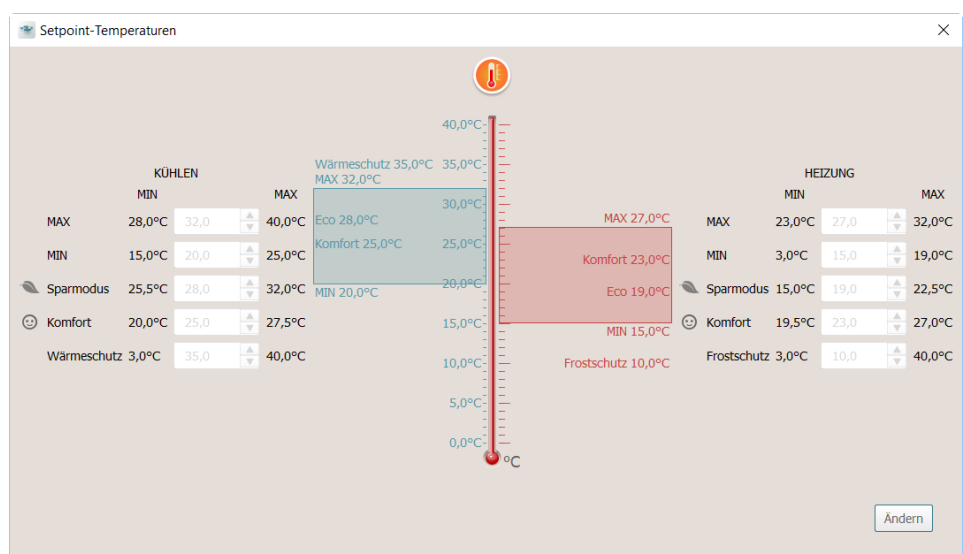 Setpoint-Temperaturen
40,0°C
Wärmeschutz 35,0°C 35,0°C
MAX 32,0°C
30,0°C
Eco 28,0°C
Komfort 25,0°C 25,0°C
20,0°C
MIN 20,0°C
15,0°C
10,0°C
5,0°C
0,0°C
°C
KÜHLEN
MIN MAX
MAX 28,0°C 32,0 40,0°C
MIN 15,0°C 20,0 25,0°C
Sparmodus 25,5°C 28,0 32,0°C
Komfort 20,0°C 25,0 27,5°C
Wärmeschutz 3,0°C 35,0 40,0°C
MAX 27,0°C
Komfort 23,0°C
Eco 19,0°C
MIN 15,0°C
Frostschutz 10,0°C
HEIZUNG
MIN MAX
MAX 23,0°C 27,0 32,0°C
MIN 3,0°C 15,0 19,0°C
Sparmodus 15,0°C 19,0 22,5°C
Komfort 19,5°C 23,0 27,0°C
Frostschutz 3,0°C 10,0 40,0°C
Ändern